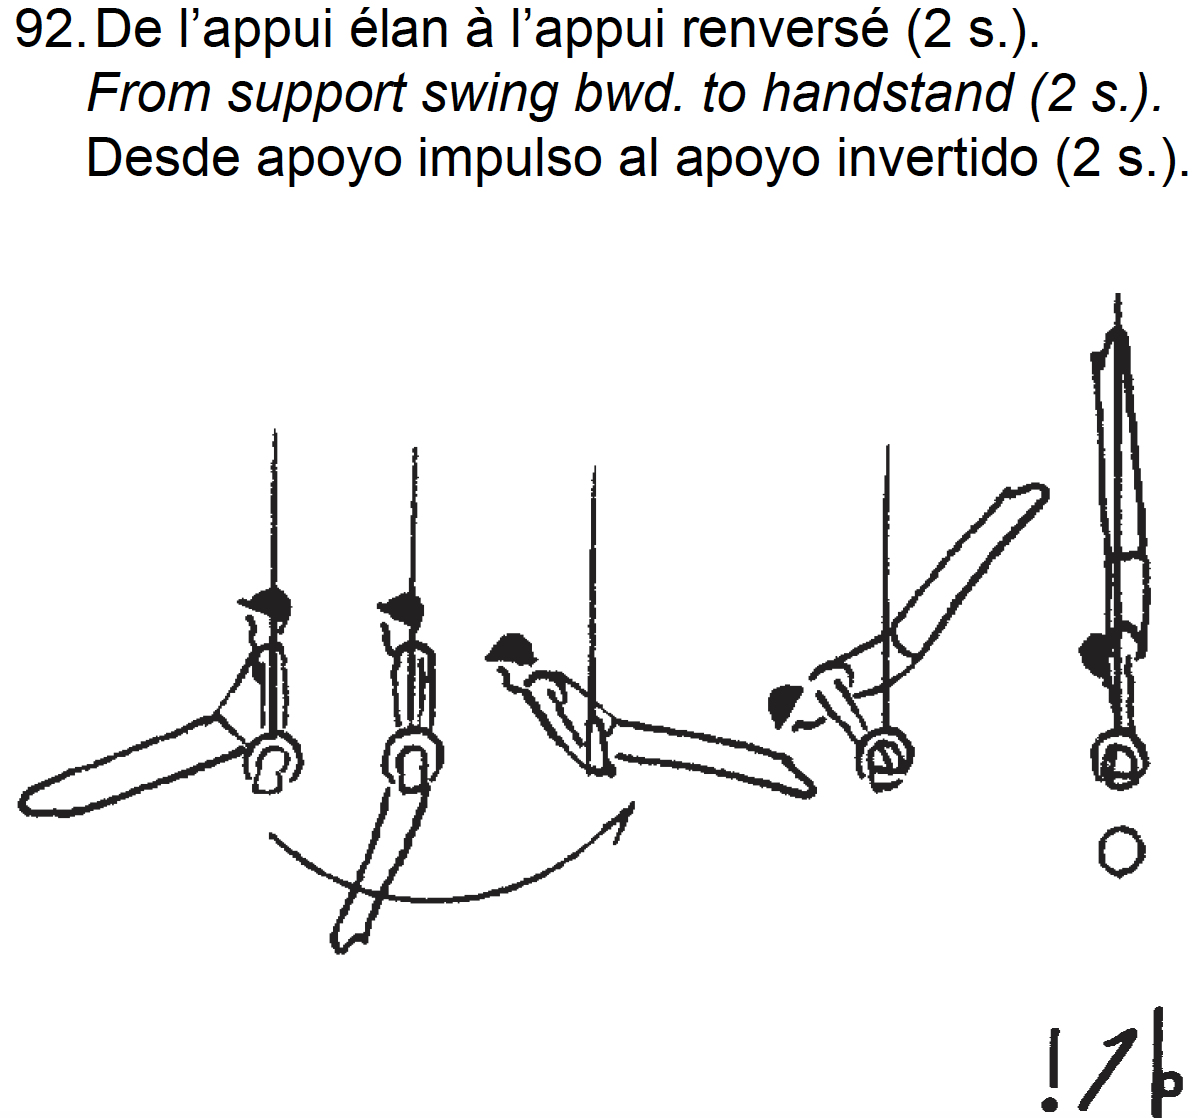 92. De l’appui élan à l’appui renversé (2 s.).
From support swing bwd. to handstand (2 s.).
Desde apoyo impulso al apoyo invertido (2 s.).